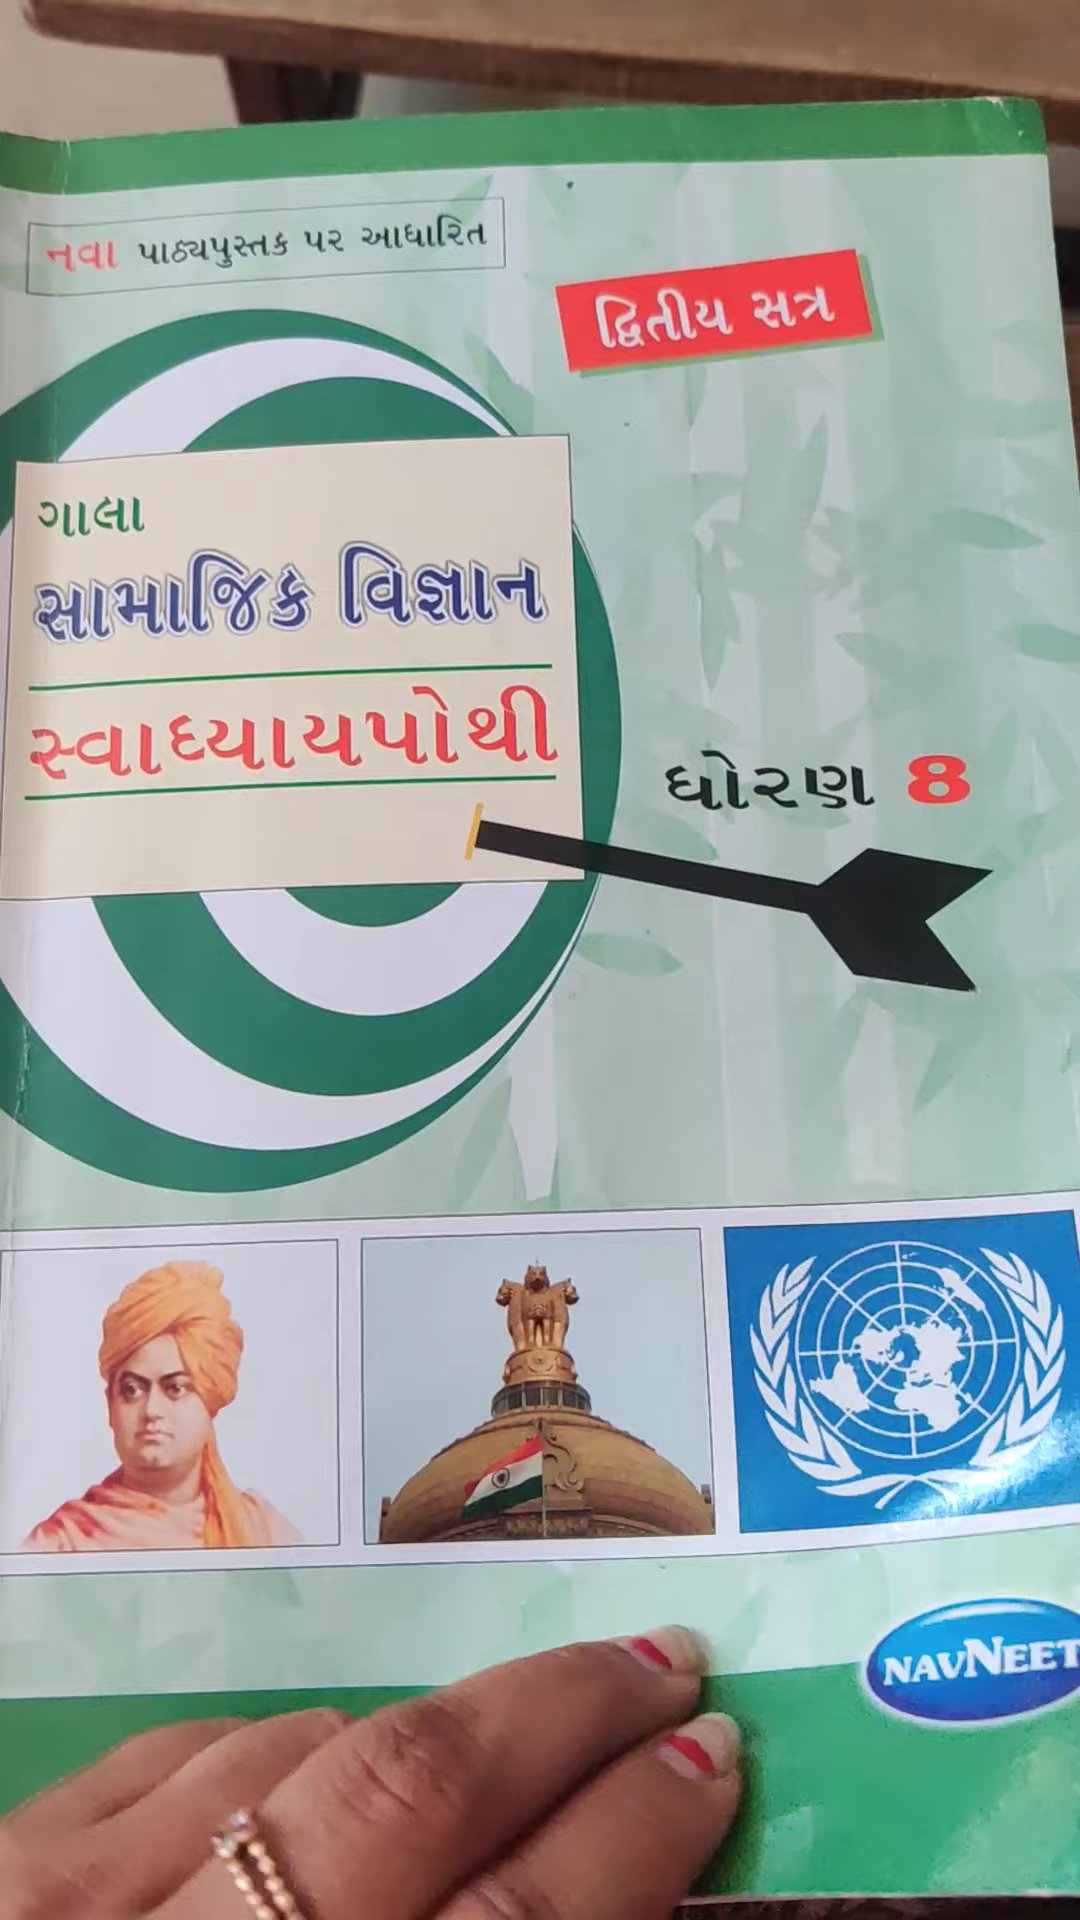 નવા પાઠ્યપુસ્તક પર આધારિત
દ્વિતીય સત્ર
ગાલા
સામાજિક વિજ્ઞાન
સ્વાધ્યાયપોથી
ધોરણ 8
NAVNEET